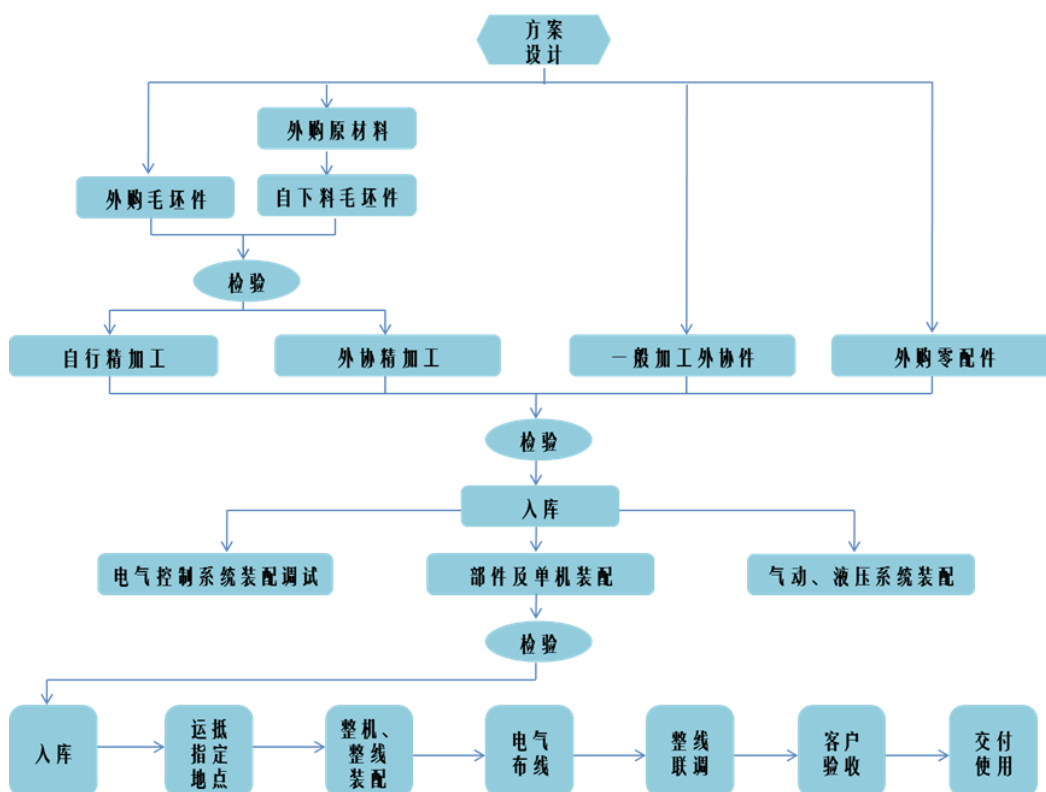 方案
设计
外购原材料
外购毛坯件
自下料毛坯件
检验
自行精加工
外协精加工
一般加工外协件
外购零配件
检验
入库
电气控制系统装配调试
部件及单机装配
气动、液压系统装配
检验
入库
运抵
指定
地点
整机、
整线
装配
电气
布线
整线
联调
客户
验收
交付
使用